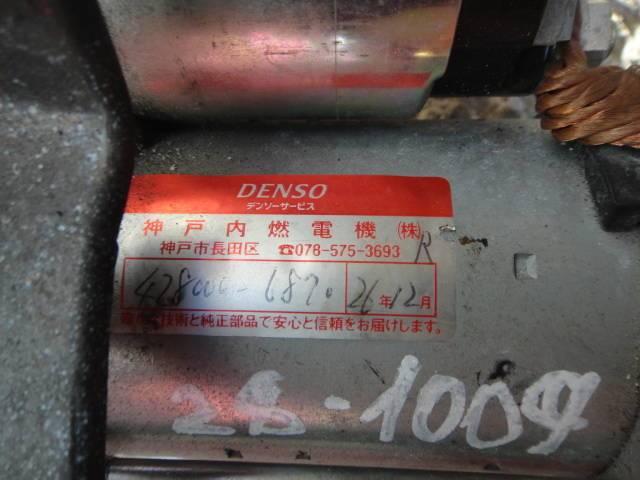 DENSO
デンソーサービス
神戸内燃電機(株)
神戸市長田区 ☎078-575-3693 R
428000-6870 26年12月
技術と純正部品で安心と信頼をお届けします。
28-1009